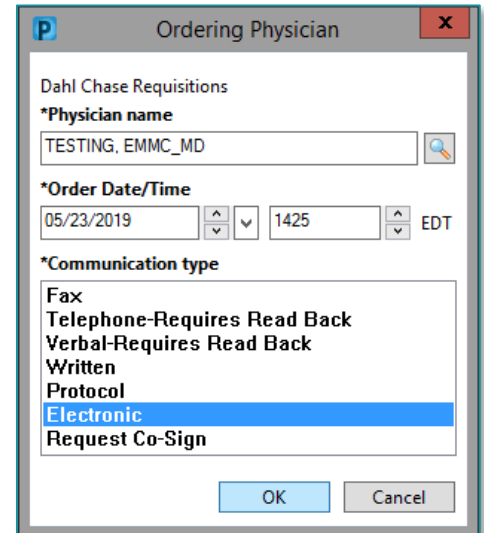 P Ordering Physician x
Dahl Chase Requisitions
*Physician name
TESTING, EMMC_MD
*Order Date/Time
05/23/2019 1425 EDT
*Communication type
Fax
Telephone-Requires Read Back
Verbal-Requires Read Back
Written
Protocol
Electronic
Request Co-Sign
OK Cancel